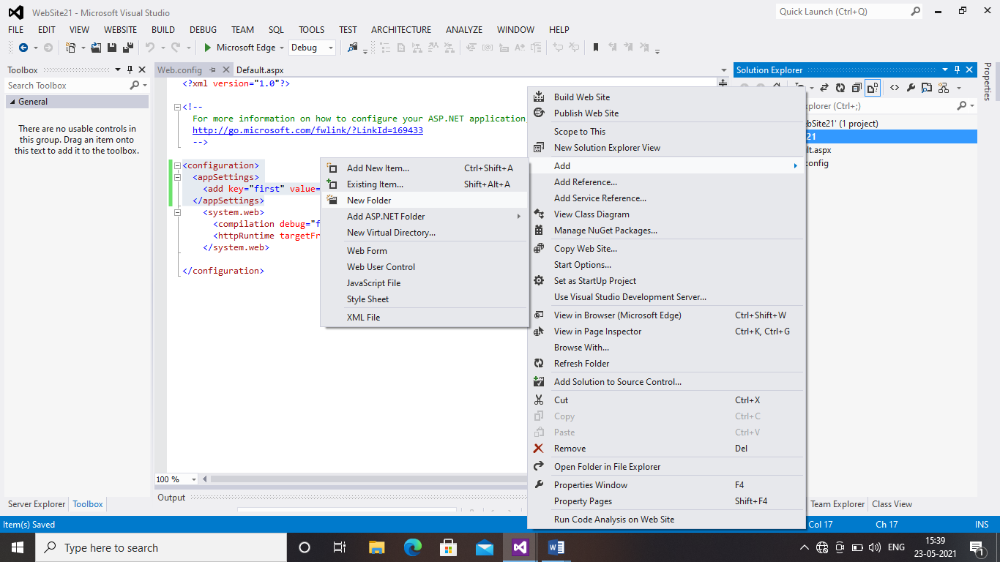 WebSite21 - Microsoft Visual Studio
Quick Launch (Ctrl+Q)
FILE EDIT VIEW WEBSITE BUILD DEBUG TEAM SQL TOOLS TEST ARCHITECTURE ANALYZE WINDOW HELP
Microsoft Edge Debug
Toolbox
Search Toolbox
General
There are no usable controls in
this group. Drag an item onto
this text to add it to the toolbox.
Server Explorer Toolbox
Web.config Default.aspx
<?xml version="1.0"?>
<!--
For more information on how to configure your ASP.NET application,
http://go.microsoft.com/fwlink/?LinkId=169433
-->
<configuration>
<appSettings>
<add key="first" value=
</appSettings>
<system.web>
<compilation debug="f
<httpRuntime targetFr
</system.web>
</configuration>
100 %
Output
Add New Item... Ctrl+Shift+A
Existing Item... Shift+Alt+A
New Folder
Add ASP.NET Folder
New Virtual Directory...
Web Form
Web User Control
JavaScript File
Style Sheet
XML File
Build Web Site
Publish Web Site
Scope to This
New Solution Explorer View
Add
Add Reference...
Add Service Reference...
View Class Diagram
Manage NuGet Packages...
Copy Web Site...
Start Options...
Set as StartUp Project
Use Visual Studio Development Server...
View in Browser (Microsoft Edge) Ctrl+Shift+W
View in Page Inspector Ctrl+K, Ctrl+G
Browse With...
Refresh Folder
Add Solution to Source Control...
Cut Ctrl+X
Copy Ctrl+C
Paste Ctrl+V
Remove Del
Open Folder in File Explorer
Properties Window F4
Property Pages Shift+F4
Run Code Analysis on Web Site
Solution Explorer
plorer (Ctrl+;)
ebSite21' (1 project)
21
ult.aspx
config
Properties
Team Explorer Class View
Item(s) Saved Col 17 Ch 17 INS
Type here to search
ENG
15:39
23-05-2021
1